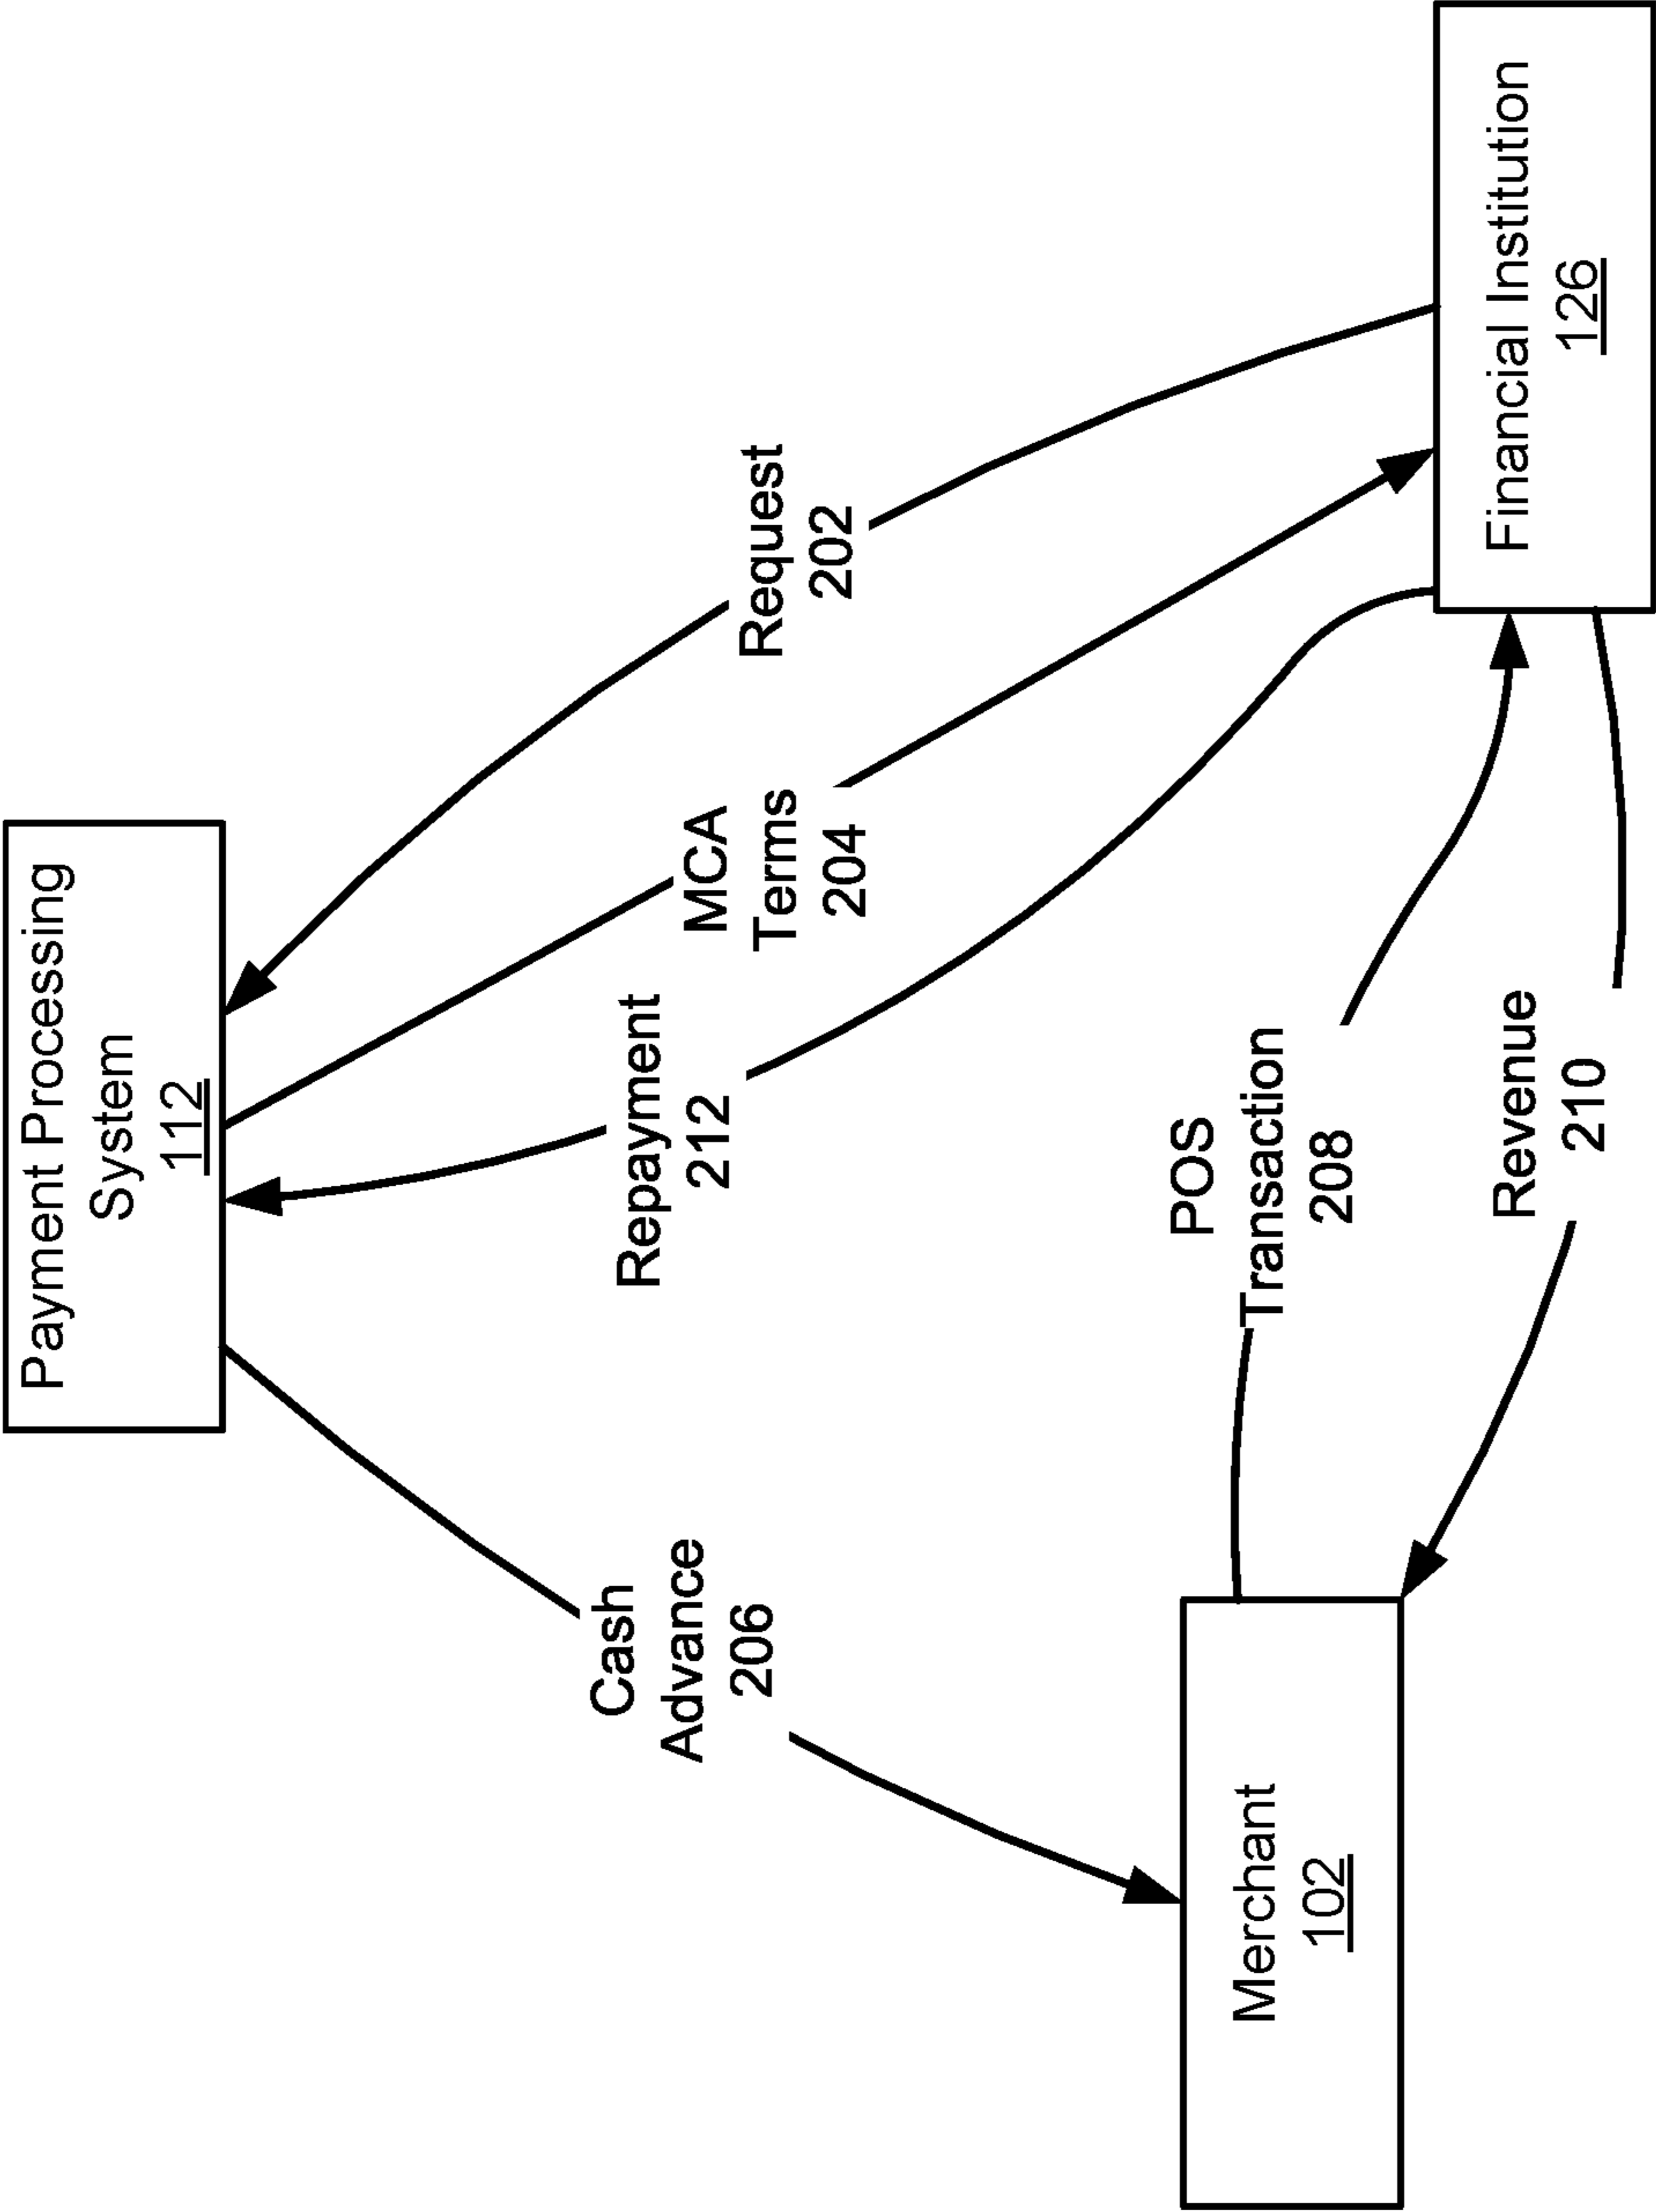 Payment Processing
System
112
Request
202
MCA
Terms
204
Repayment
212
Cash
Advance
206
POS
Transaction
208
Revenue
210
Merchant
102
Financial Institution
126